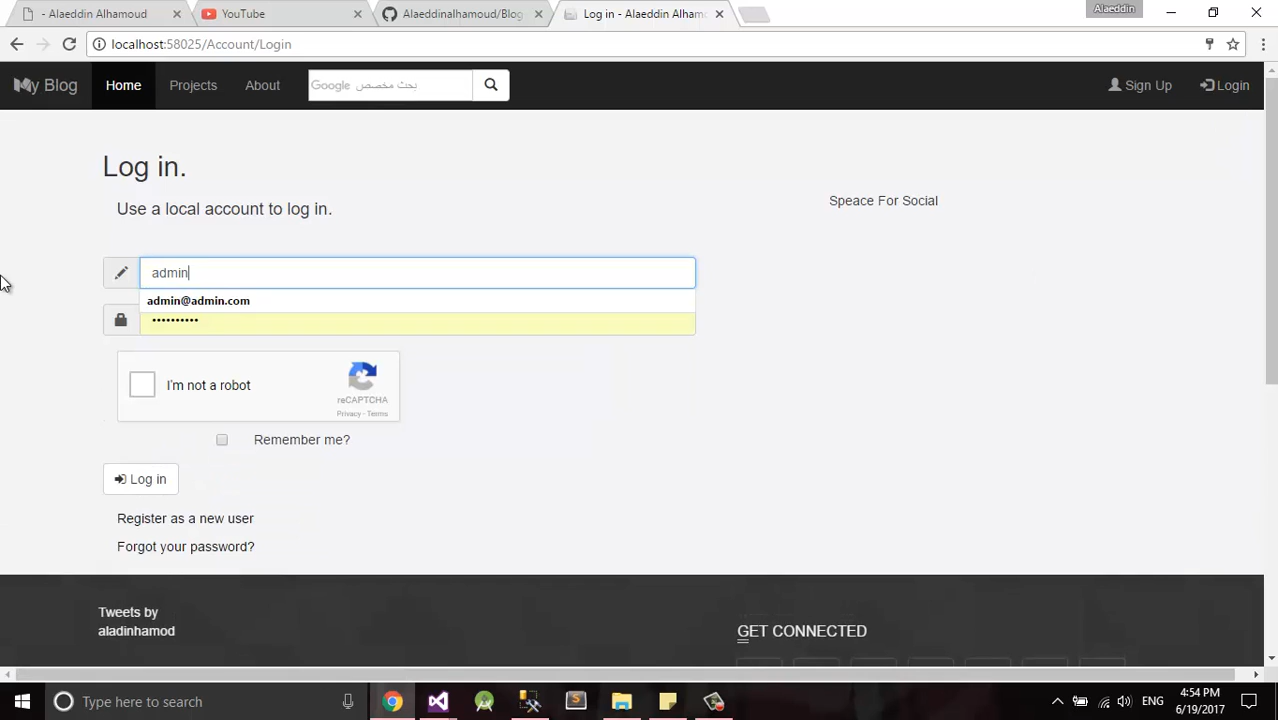 - Alaeddin Alhamoud
YouTube
Alaeddinalhamoud/Blog
Log in - Alaeddin Alhamo
Alaeddin
localhost:58025/Account/Login
My Blog
Home
Projects
About
Google بحث مخصص
Sign Up
Login
Log in.
Use a local account to log in.
Speace For Social
admin
admin@admin.com
••••••••••
I'm not a robot
reCAPTCHA
Privacy - Terms
Remember me?
Log in
Register as a new user
Forgot your password?
Tweets by
aladinhamod
GET CONNECTED
Type here to search
ENG
4:54 PM
6/19/2017